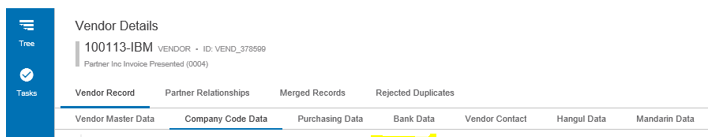 Tree
Tasks
Vendor Details
100113-IBM VENDOR • ID: VEND_378599
Partner Inc Invoice Presented (0004)
Vendor Record Partner Relationships Merged Records Rejected Duplicates
Vendor Master Data Company Code Data Purchasing Data Bank Data Vendor Contact Hangul Data Mandarin Data